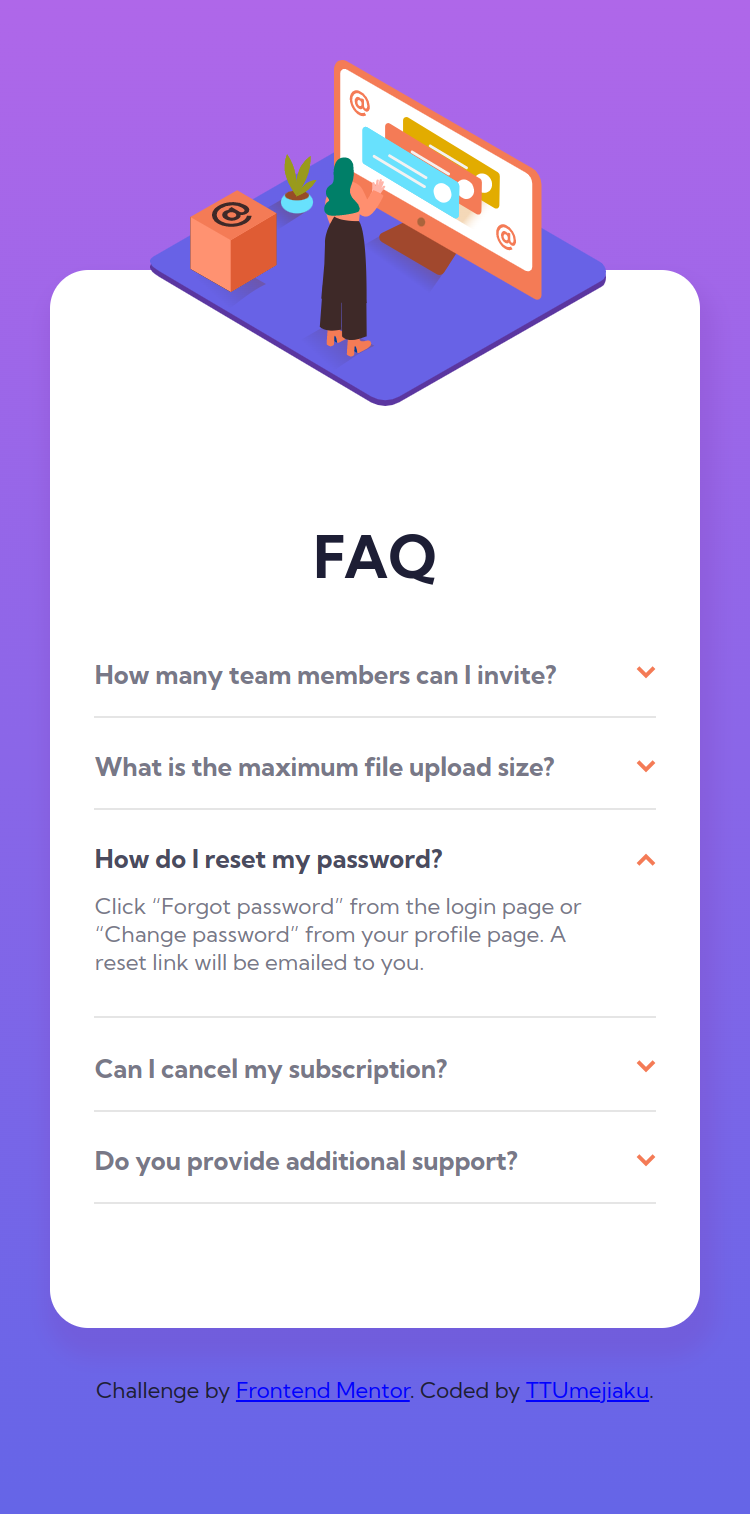 @
@
@
FAQ
How many team members can I invite?
What is the maximum file upload size?
How do I reset my password?
Click “Forgot password” from the login page or
“Change password” from your profile page. A
reset link will be emailed to you.
Can I cancel my subscription?
Do you provide additional support?
Challenge by Frontend Mentor. Coded by TTUmejiaku.